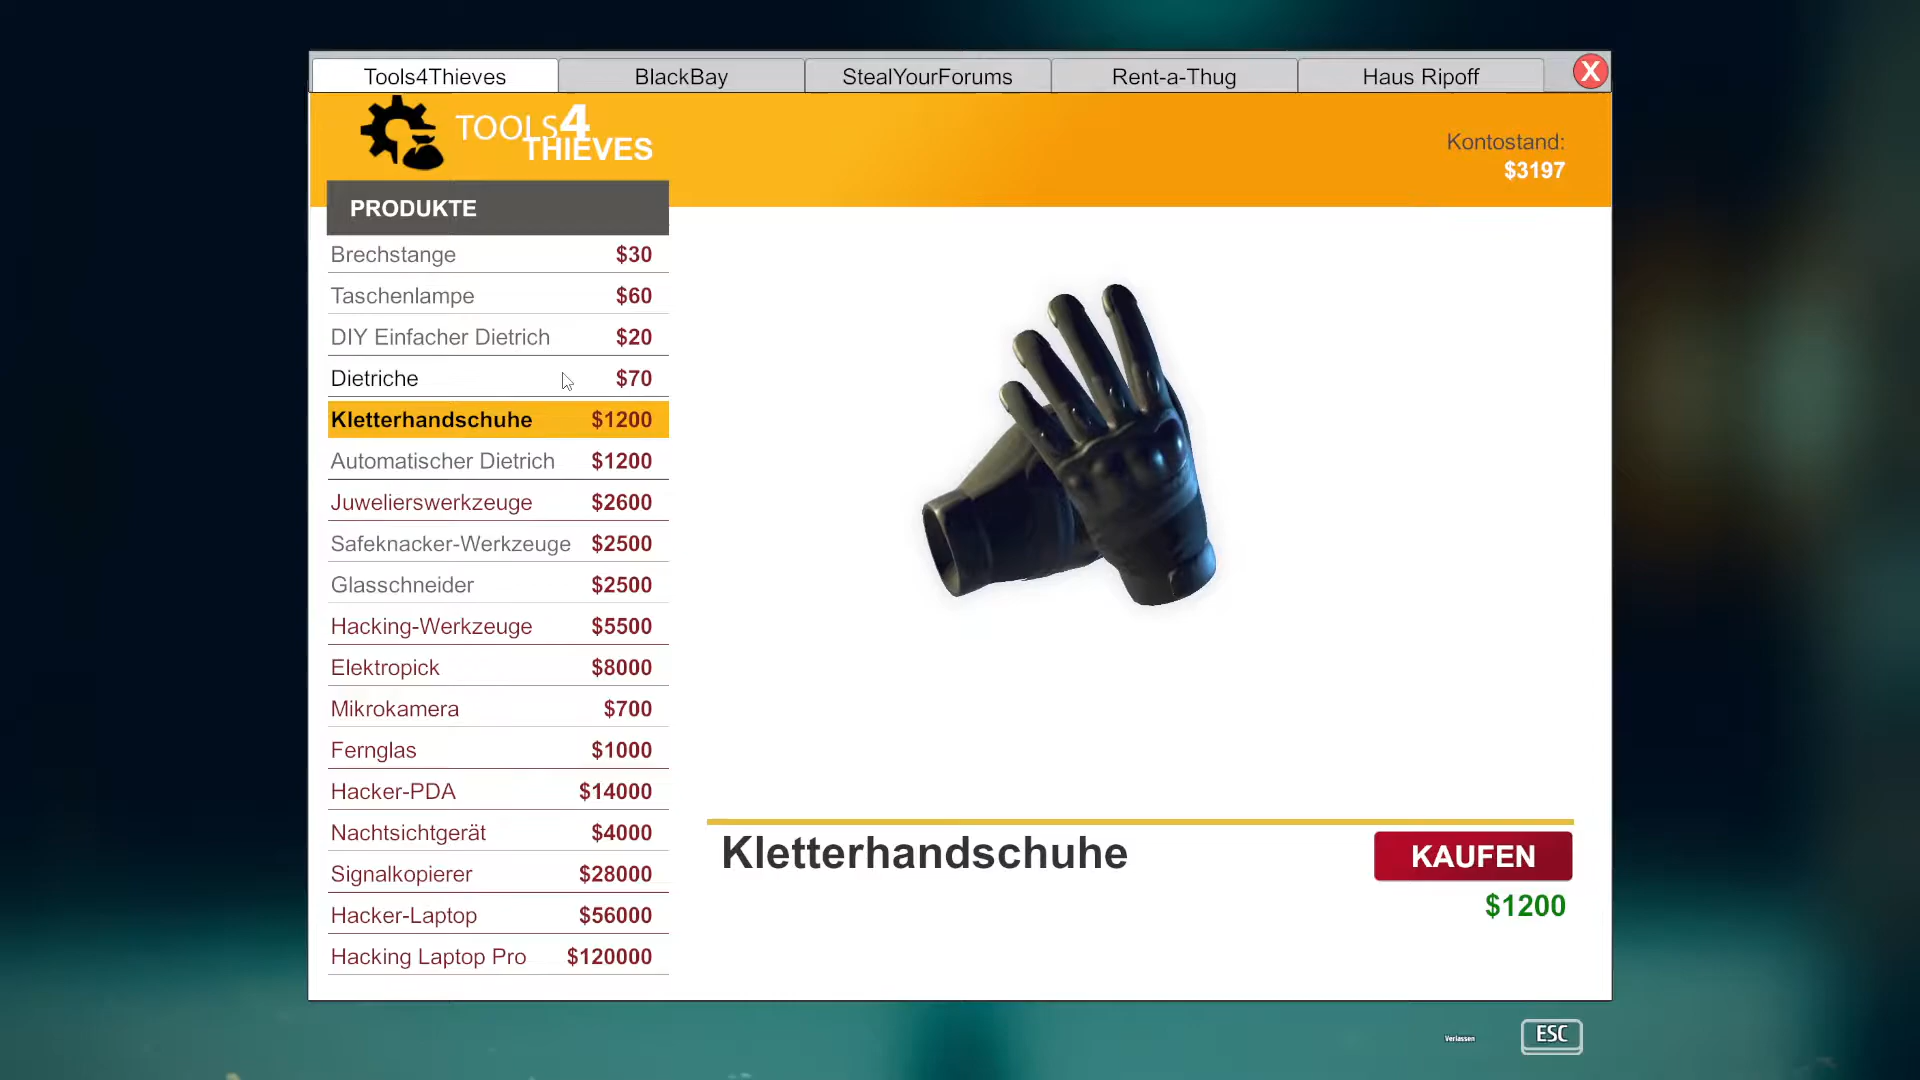 Tools4Thieves
BlackBay
StealYourForums
Rent-a-Thug
Haus Ripoff
X
TOOLS4
THIEVES
Kontostand:
$3197
PRODUKTE
Brechstange $30
Taschenlampe $60
DIY Einfacher Dietrich $20
Dietriche $70
Kletterhandschuhe $1200
Automatischer Dietrich $1200
Juwelierswerkzeuge $2600
Safeknacker-Werkzeuge $2500
Glasschneider $2500
Hacking-Werkzeuge $5500
Elektropick $8000
Mikrokamera $700
Fernglas $1000
Hacker-PDA $14000
Nachtsichtgerät $4000
Signalkopierer $28000
Hacker-Laptop $56000
Hacking Laptop Pro $120000
Kletterhandschuhe
KAUFEN
$1200
Verlassen
ESC